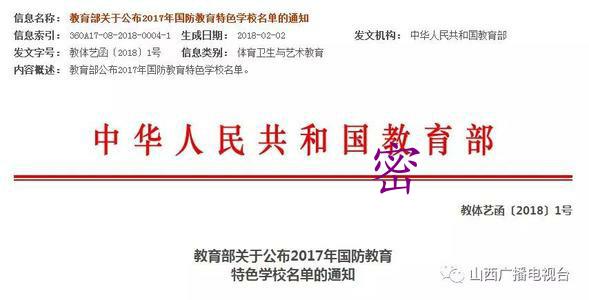 信息名称： 教育部关于公布2017年国防教育特色学校名单的通知
信息索引： 360A17-08-2018-0004-1 生成日期： 2018-02-02 发文机构： 中华人民共和国教育部
发文字号： 教体艺函〔2018〕1号 信息类别： 体育卫生与艺术教育
内容概述： 教育部公布2017年国防教育特色学校名单。
中华人民共和国教育部
密
教体艺函〔2018〕1号
教育部关于公布2017年国防教育
特色学校名单的通知
山西广播电视台